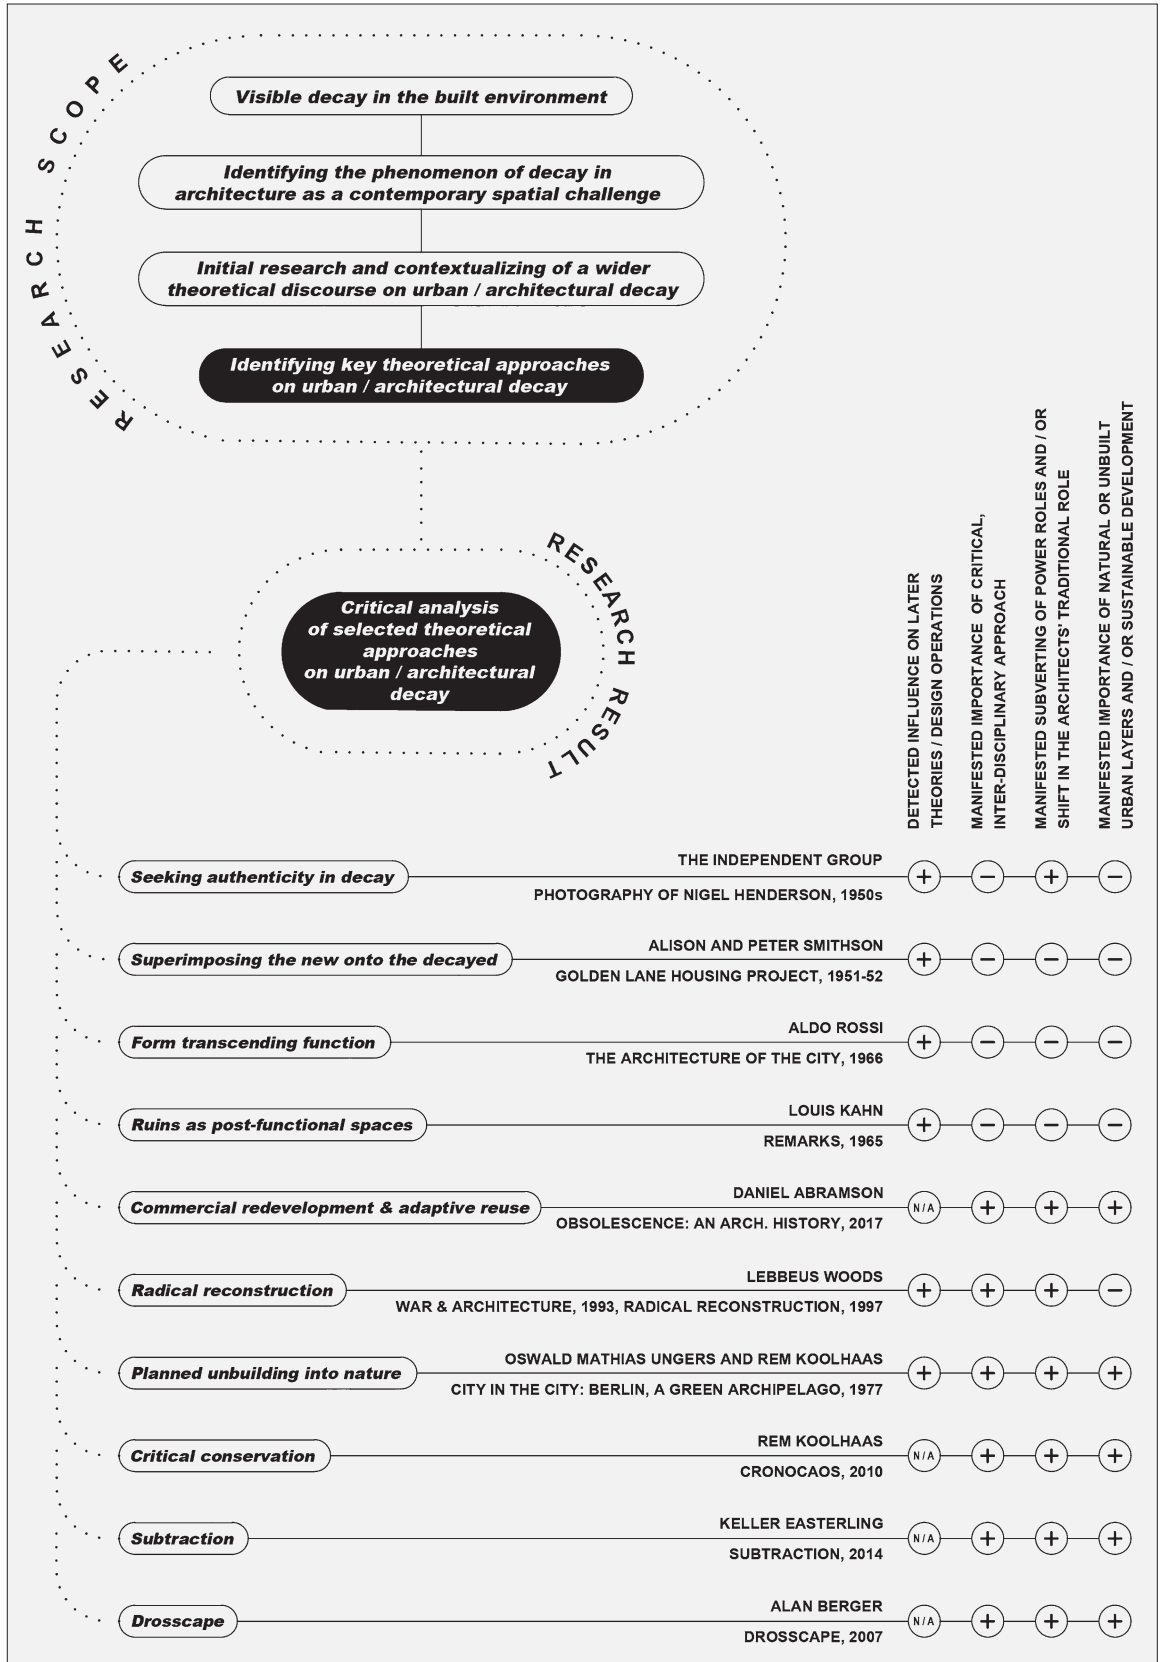 RESEARCH SCOPE
Visible decay in the built environment
Identifying the phenomenon of decay in
architecture as a contemporary spatial challenge
Initial research and contextualizing of a wider
theoretical discourse on urban / architectural decay
Identifying key theoretical approaches
on urban / architectural decay
RESEARCH RESULT
Critical analysis
of selected theoretical
approaches
on urban / architectural
decay
DETECTED INFLUENCE ON LATER
THEORIES / DESIGN OPERATIONS
MANIFESTED IMPORTANCE OF CRITICAL,
INTER-DISCIPLINARY APPROACH
MANIFESTED SUBVERTING OF POWER ROLES AND / OR
SHIFT IN THE ARCHITECTS' TRADITIONAL ROLE
MANIFESTED IMPORTANCE OF NATURAL OR UNBUILT
URBAN LAYERS AND / OR SUSTAINABLE DEVELOPMENT
Seeking authenticity in decay
THE INDEPENDENT GROUP
PHOTOGRAPHY OF NIGEL HENDERSON, 1950s
+ − + −
Superimposing the new onto the decayed
ALISON AND PETER SMITHSON
GOLDEN LANE HOUSING PROJECT, 1951-52
+ − − −
Form transcending function
ALDO ROSSI
THE ARCHITECTURE OF THE CITY, 1966
+ − − −
Ruins as post-functional spaces
LOUIS KAHN
REMARKS, 1965
+ − − −
Commercial redevelopment & adaptive reuse
DANIEL ABRAMSON
OBSOLESCENCE: AN ARCH. HISTORY, 2017
N/A + + +
Radical reconstruction
LEBBEUS WOODS
WAR & ARCHITECTURE, 1993, RADICAL RECONSTRUCTION, 1997
+ + + −
Planned unbuilding into nature
OSWALD MATHIAS UNGERS AND REM KOOLHAAS
CITY IN THE CITY: BERLIN, A GREEN ARCHIPELAGO, 1977
+ + + +
Critical conservation
REM KOOLHAAS
CRONOCAOS, 2010
N/A + + +
Subtraction
KELLER EASTERLING
SUBTRACTION, 2014
N/A + + +
Drosscape
ALAN BERGER
DROSSCAPE, 2007
N/A + + +